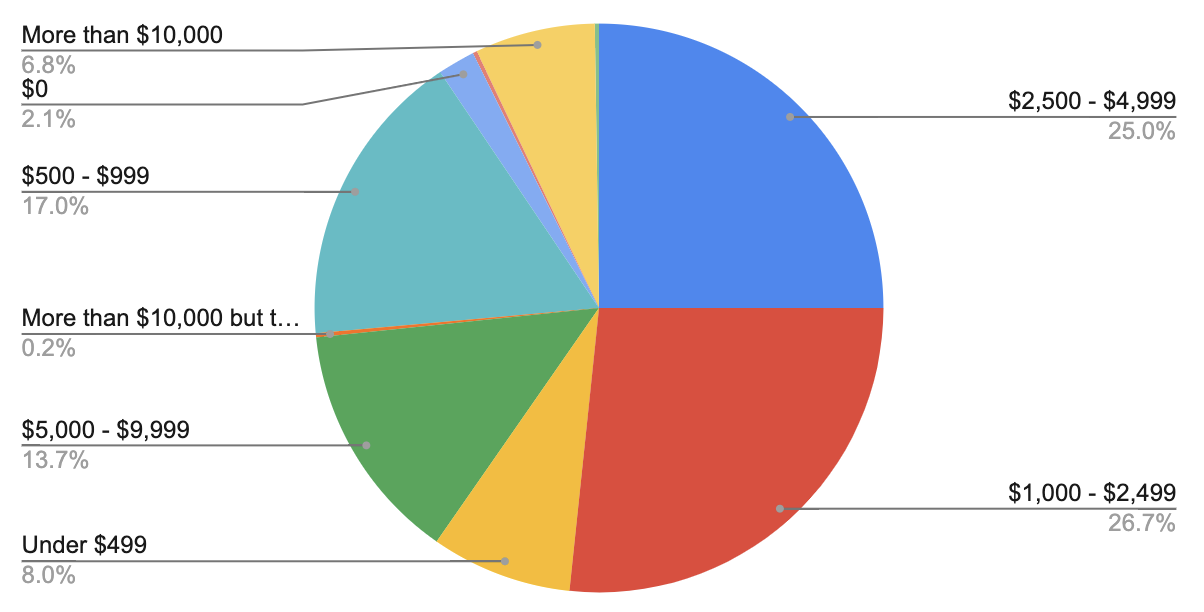 More than $10,000
6.8%
$0
2.1%
$500 - $999
17.0%
More than $10,000 but t…
0.2%
$5,000 - $9,999
13.7%
Under $499
8.0%
$2,500 - $4,999
25.0%
$1,000 - $2,499
26.7%